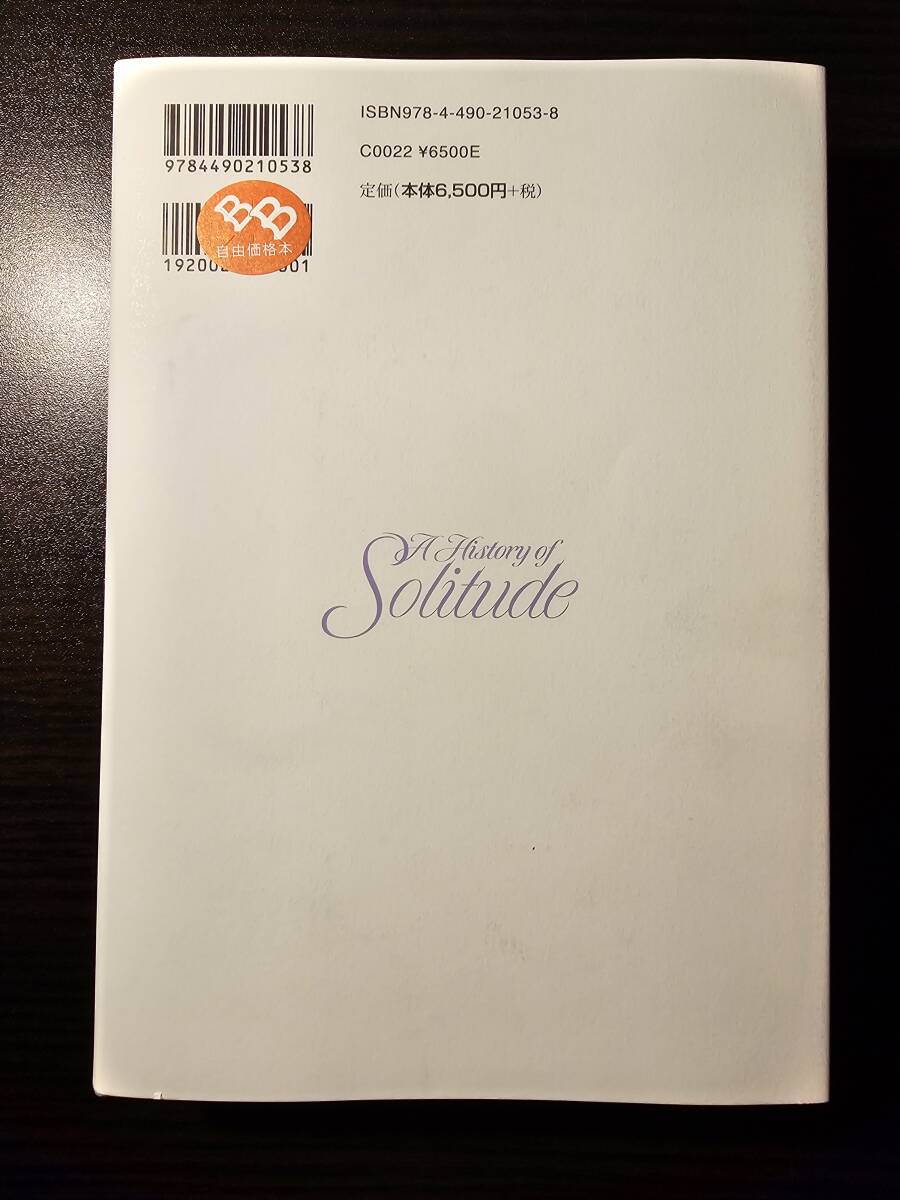 ISBN978-4-490-21053-8
9784490210538
C0022 ¥6500E
定価(本体6,500円+税)
BB
自由価格本
A History of
Solitude